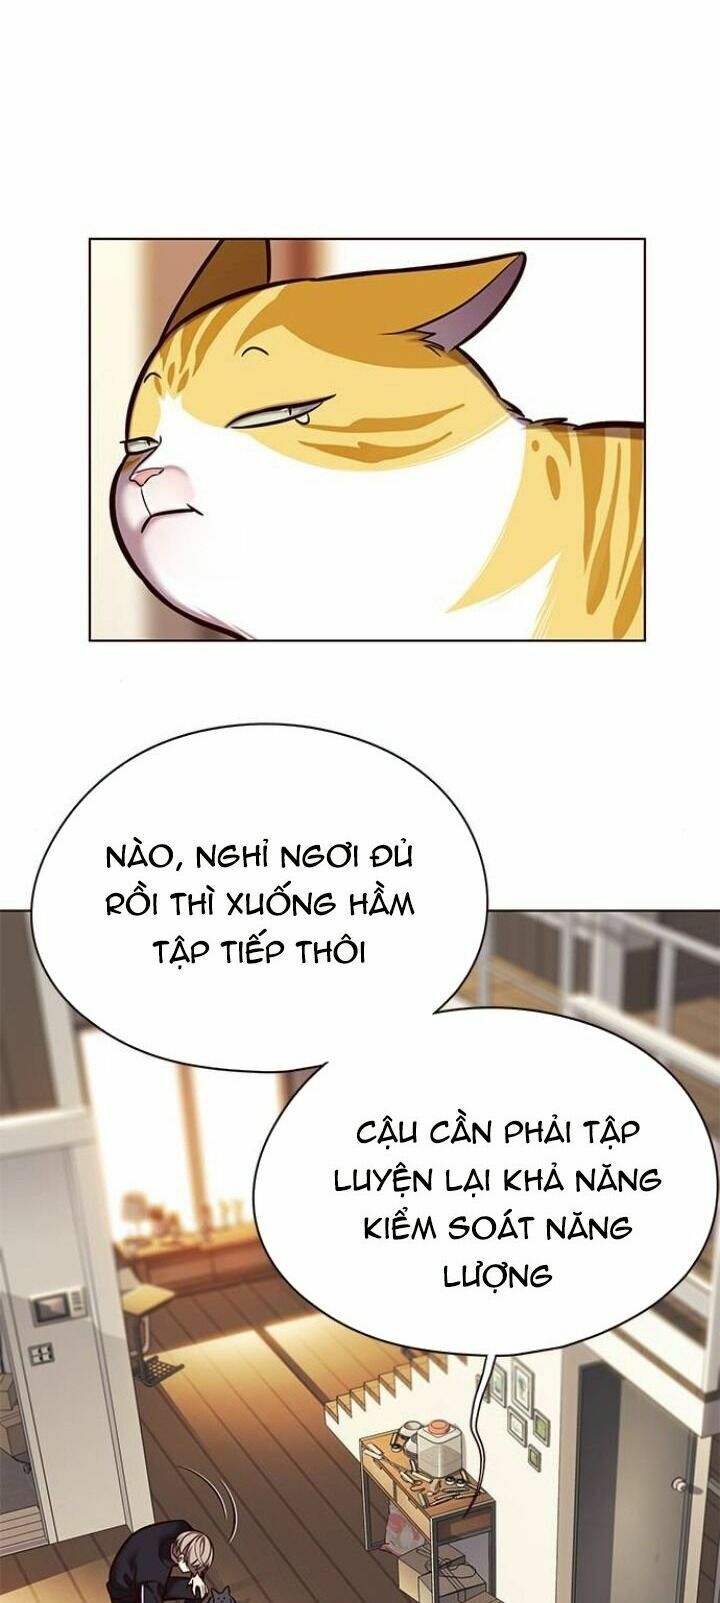 NÀO, NGHỈ NGƠI ĐỦ
RỒI THÌ XUỐNG HẦM
TẬP TIẾP THÔI
CẬU CẦN PHẢI TẬP
LUYỆN LẠI KHẢ NĂNG
KIỂM SOÁT NĂNG
LƯỢNG